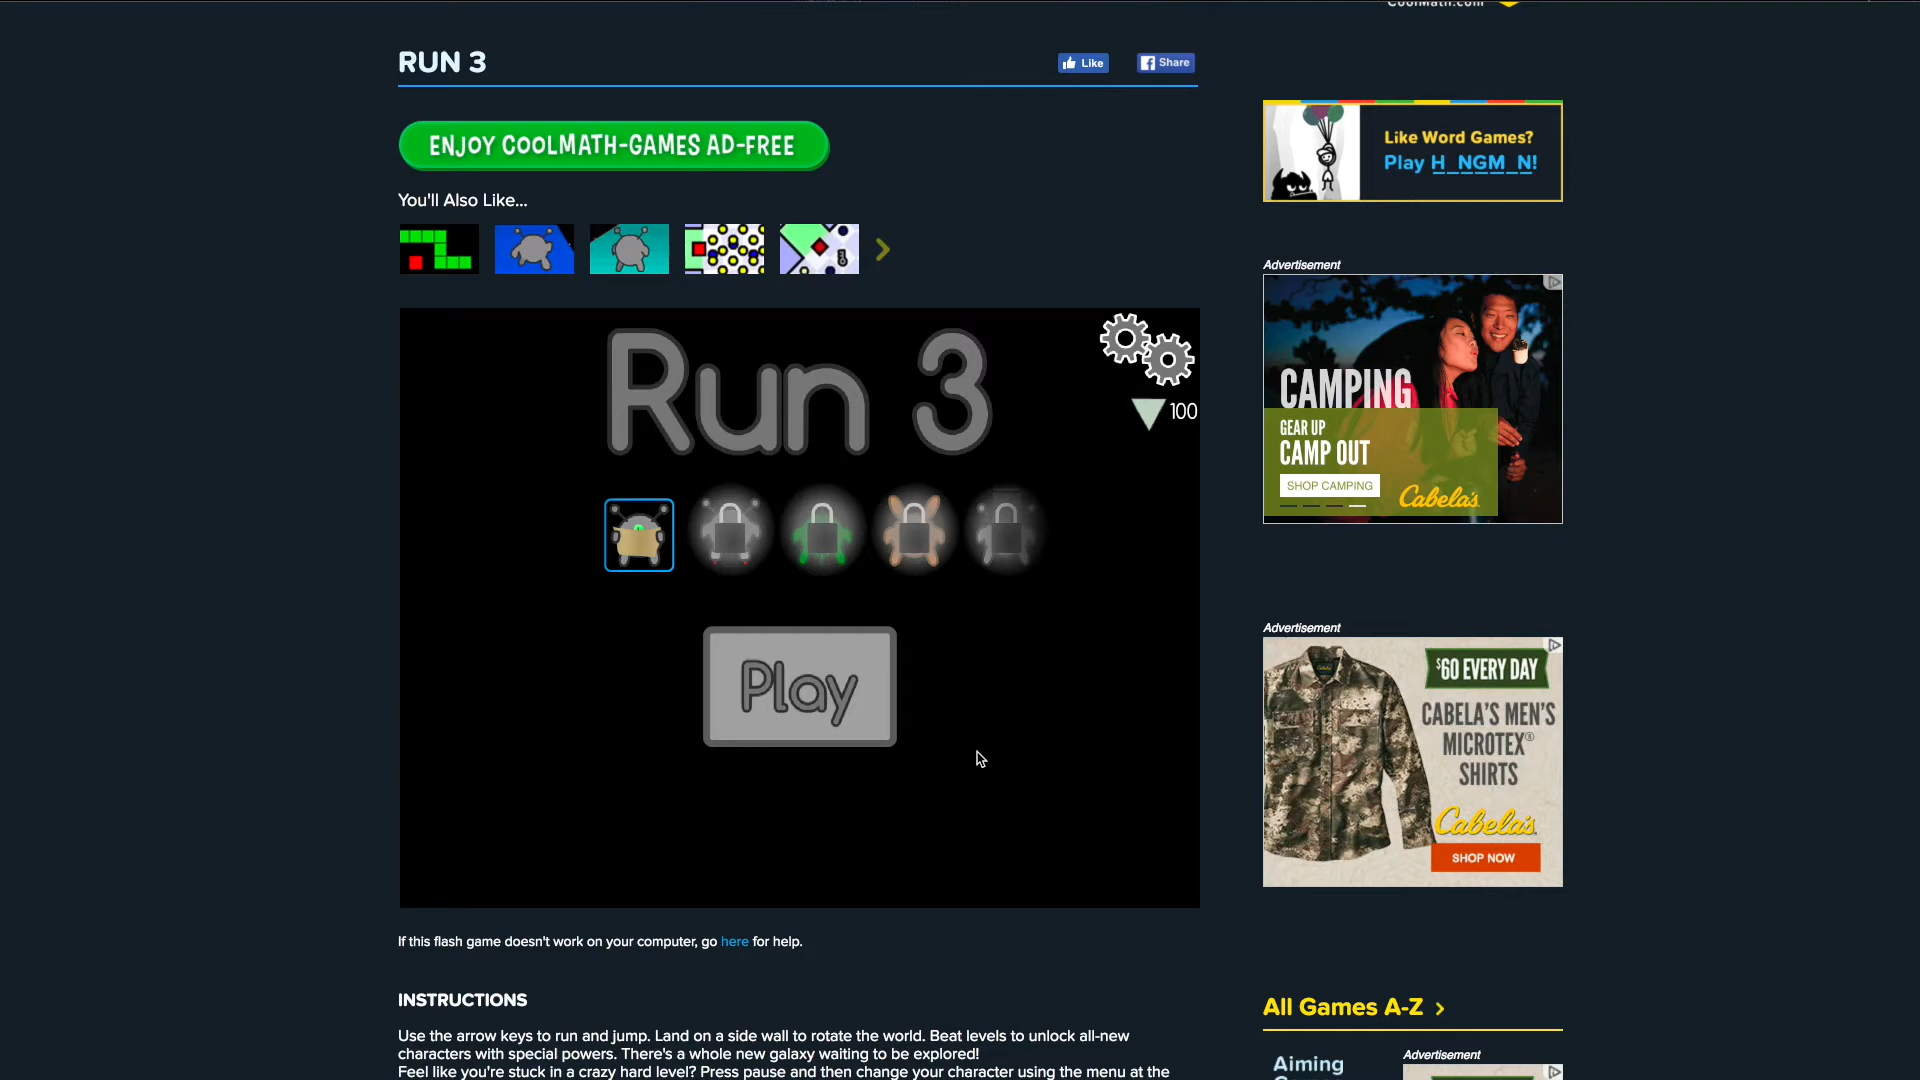 RUN 3
Like
Share
ENJOY COOLMATH-GAMES AD-FREE
You'll Also Like...
Run 3
100
Play
If this flash game doesn't work on your computer, go here for help.
INSTRUCTIONS
Use the arrow keys to run and jump. Land on a side wall to rotate the world. Beat levels to unlock all-new
characters with special powers. There's a whole new galaxy waiting to be explored!
Feel like you're stuck in a crazy hard level? Press pause and then change your character using the menu at the
CoolMath.com
Like Word Games?
Play H_NGM_N!
Advertisement
CAMPING
GEAR UP
CAMP OUT
SHOP CAMPING
Cabela's
Advertisement
$60 EVERY DAY
CABELA'S MEN'S
MICROTEX®
SHIRTS
Cabela's
SHOP NOW
All Games A-Z >
Aiming
Advertisement